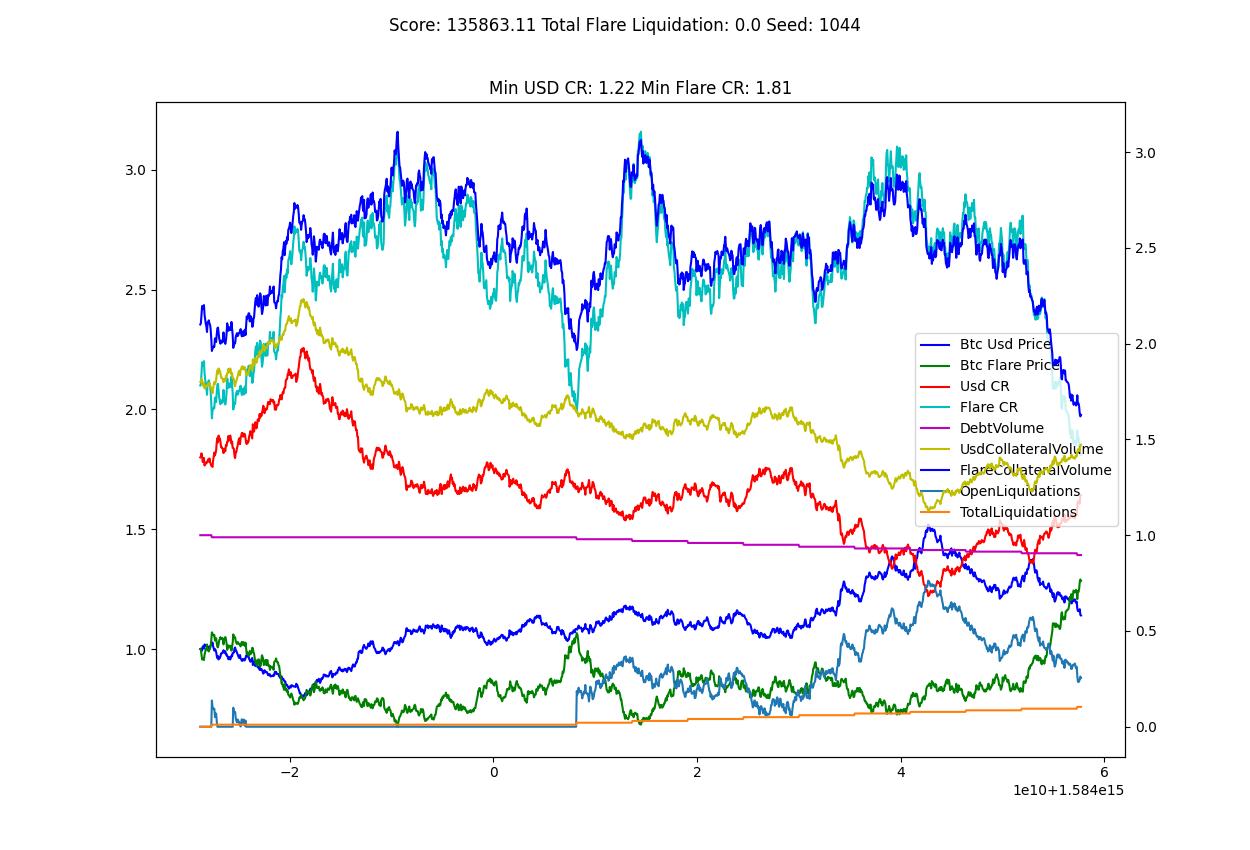 Score: 135863.11 Total Flare Liquidation: 0.0 Seed: 1044
Min USD CR: 1.22 Min Flare CR: 1.81
3.0
2.5
2.0
1.5
1.0
3.0
2.5
2.0
1.5
1.0
0.5
0.0
Btc Usd Price
Btc Flare Price
Usd CR
Flare CR
DebtVolume
UsdCollateralVolume
FlareCollateralVolume
OpenLiquidations
TotalLiquidations
−2 0 2 4 6
1e10+1.584e15